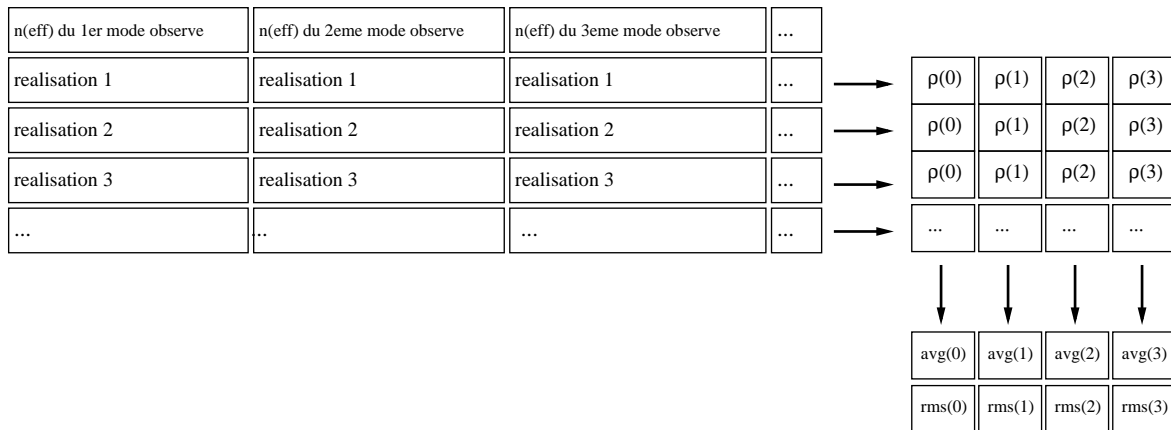 n(eff) du 1er mode observe n(eff) du 2eme mode observe n(eff) du 3eme mode observe ...
realisation 1 realisation 1 realisation 1 ... ρ(0) ρ(1) ρ(2) ρ(3)
realisation 2 realisation 2 realisation 2 ... ρ(0) ρ(1) ρ(2) ρ(3)
realisation 3 realisation 3 realisation 3 ... ρ(0) ρ(1) ρ(2) ρ(3)
... ... ... ... ... ... ... ...
avg(0) avg(1) avg(2) avg(3)
rms(0) rms(1) rms(2) rms(3)